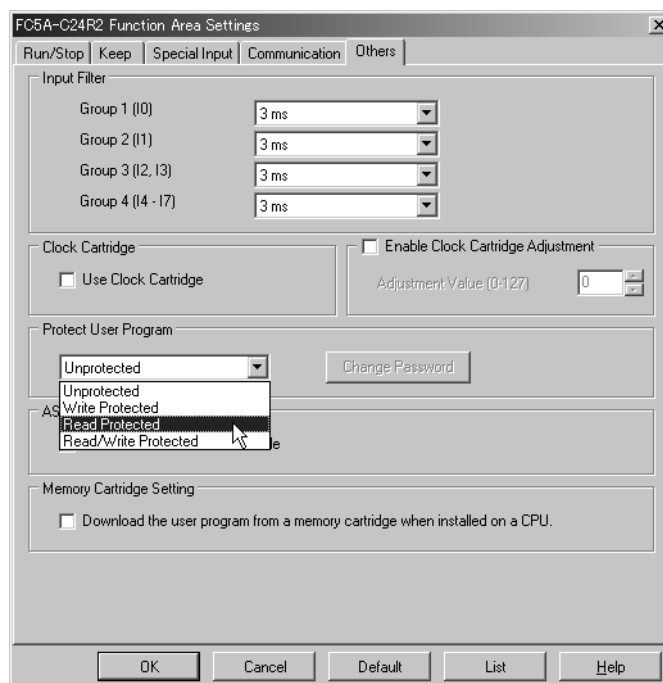 FC5A-C24R2 Function Area Settings
Run/Stop Keep Special Input Communication Others
Input Filter
Group 1 (I0) 3 ms
Group 2 (I1) 3 ms
Group 3 (I2, I3) 3 ms
Group 4 (I4 - I7) 3 ms
Clock Cartridge
Use Clock Cartridge
Enable Clock Cartridge Adjustment
Adjustment Value (0-127) 0
Protect User Program
Unprotected Change Password
Unprotected
Write Protected
Read Protected
Read/Write Protected
Memory Cartridge Setting
Download the user program from a memory cartridge when installed on a CPU.
OK Cancel Default List Help